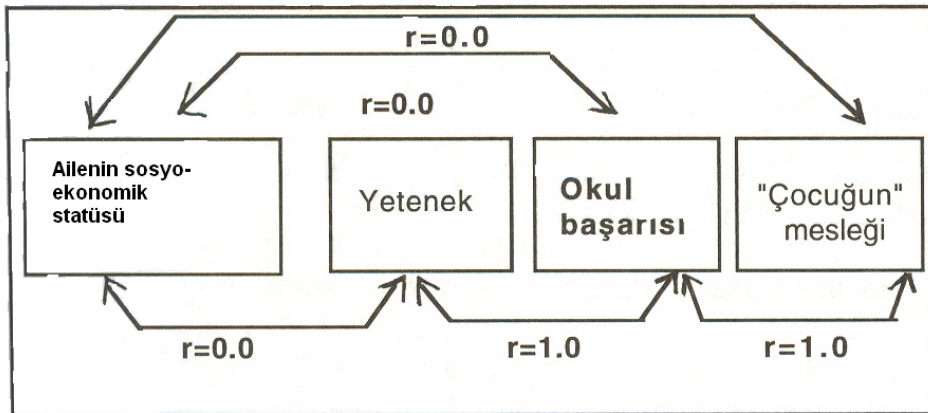 r=0.0
r=0.0
Ailenin sosyo-
ekonomik
statüsü
Yetenek
Okul
başarısı
"Çocuğun"
mesleği
r=0.0
r=1.0
r=1.0